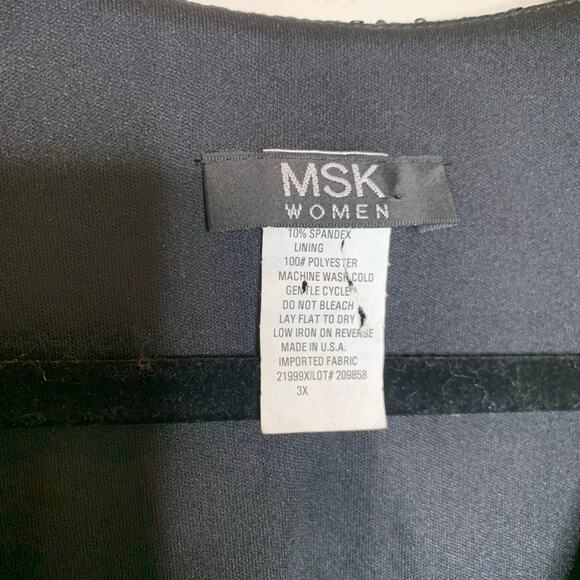 MSK
WOMEN
10% SPANDEX
LINING
100# POLYESTER
MACHINE WASH COLD
GENTLE CYCLE
DO NOT BLEACH
LAY FLAT TO DRY
LOW IRON ON REVERSE
MADE IN U.S.A.
IMPORTED FABRIC
21999X/LOT# 209858
3X